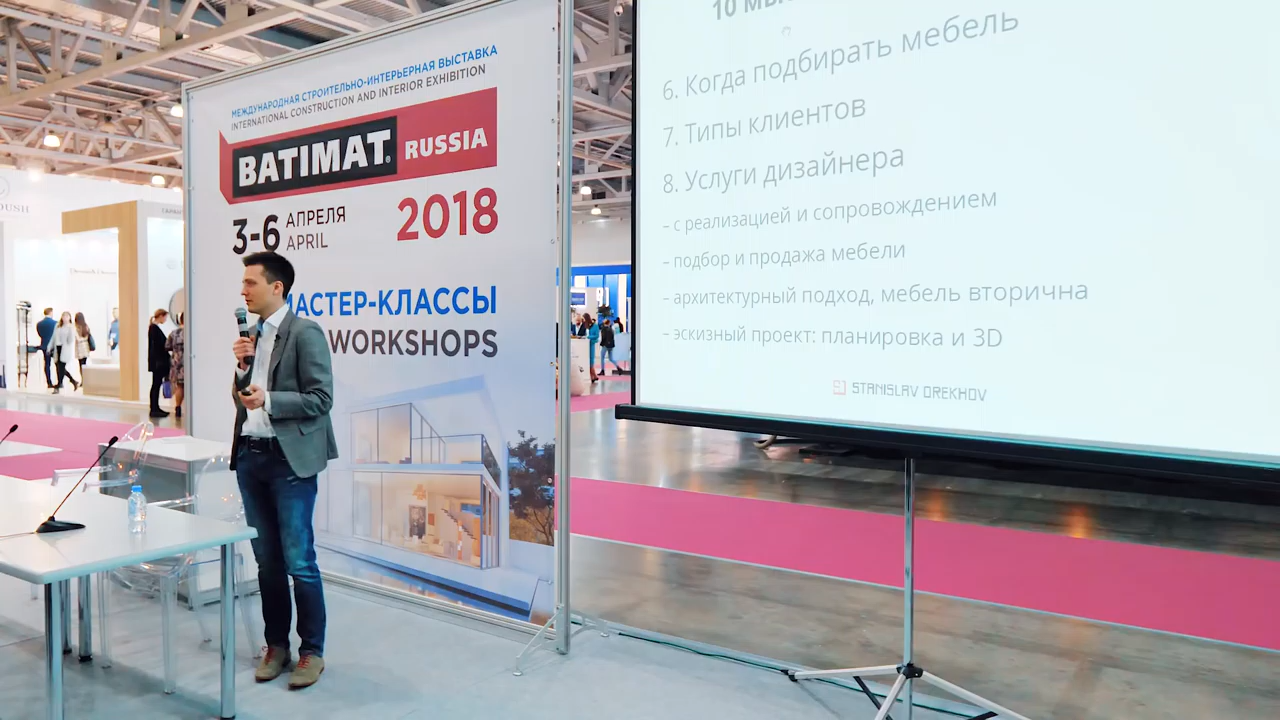 МЕЖДУНАРОДНАЯ СТРОИТЕЛЬНО-ИНТЕРЬЕРНАЯ ВЫСТАВКА
INTERNATIONAL CONSTRUCTION AND INTERIOR EXHIBITION
BATIMAT® RUSSIA
3-6 АПРЕЛЯ
APRIL
2018
МАСТЕР-КЛАССЫ
WORKSHOPS
10
6. Когда подбирать мебель
7. Типы клиентов
8. Услуги дизайнера
– с реализацией и сопровождением
– подбор и продажа мебели
– архитектурный подход, мебель вторична
– эскизный проект: планировка и 3D
STANISLAV OREKHOV